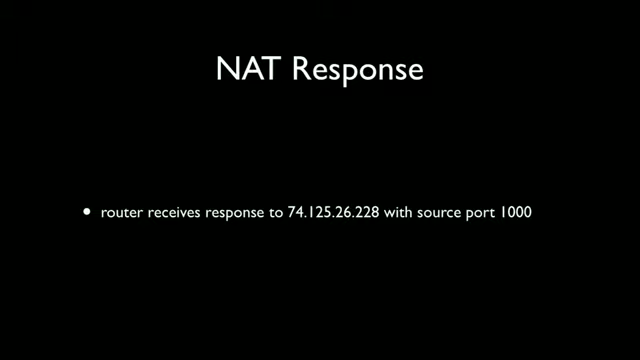 NAT Response
• router receives response to 74.125.26.228 with source port 1000